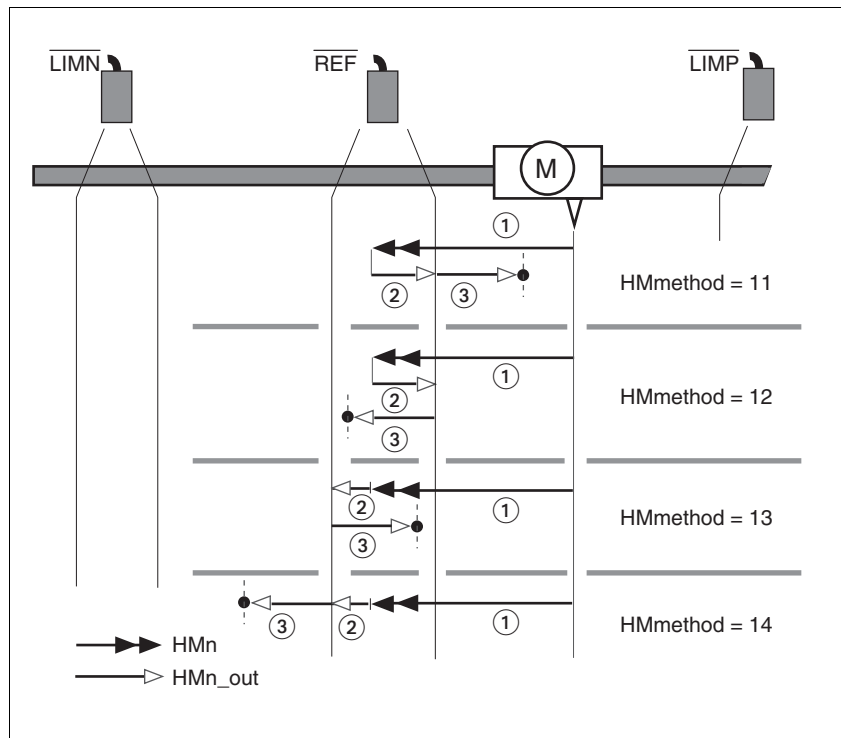 LIMN REF LIMP
M
1
2 3
HMmethod = 11
1
2
3
HMmethod = 12
2 1
3
HMmethod = 13
3 2 1
HMmethod = 14
HMn
HMn_out